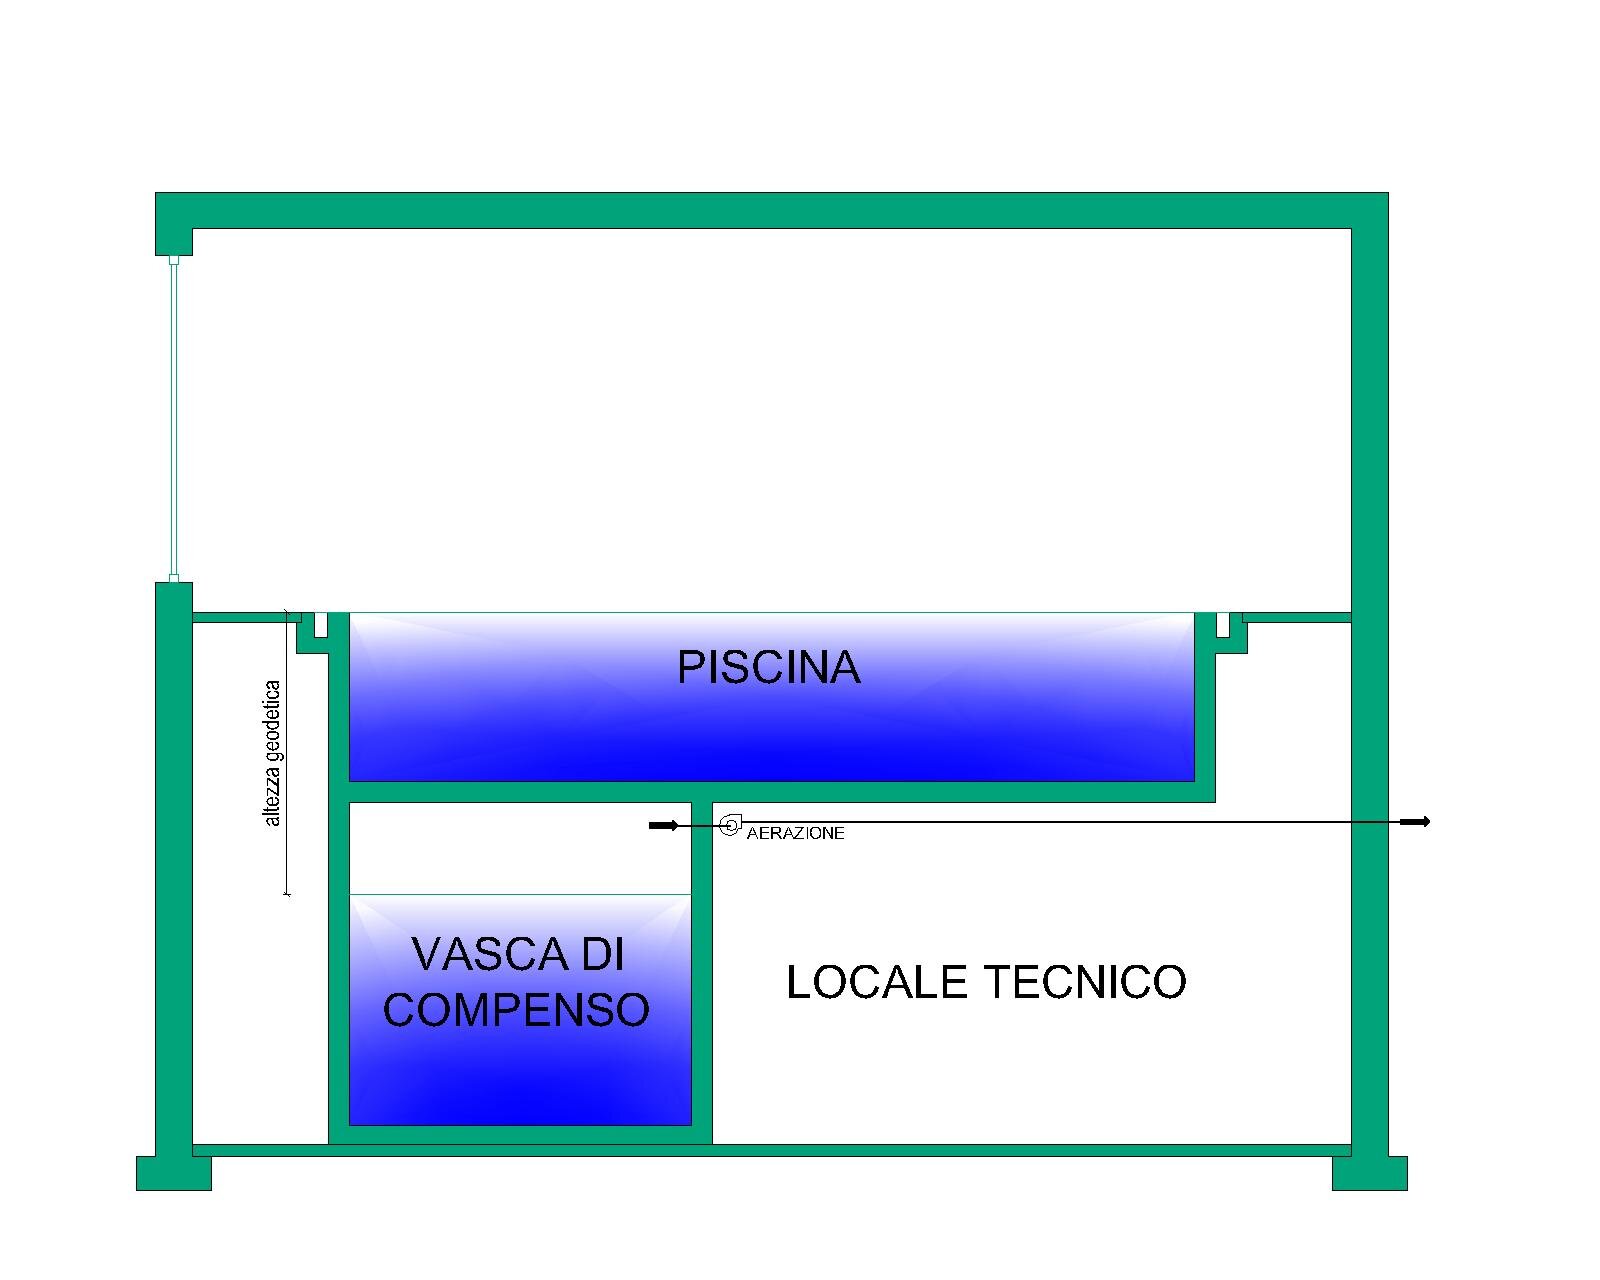 PISCINA
altezza geodetica
AERAZIONE
VASCA DI
COMPENSO
LOCALE TECNICO